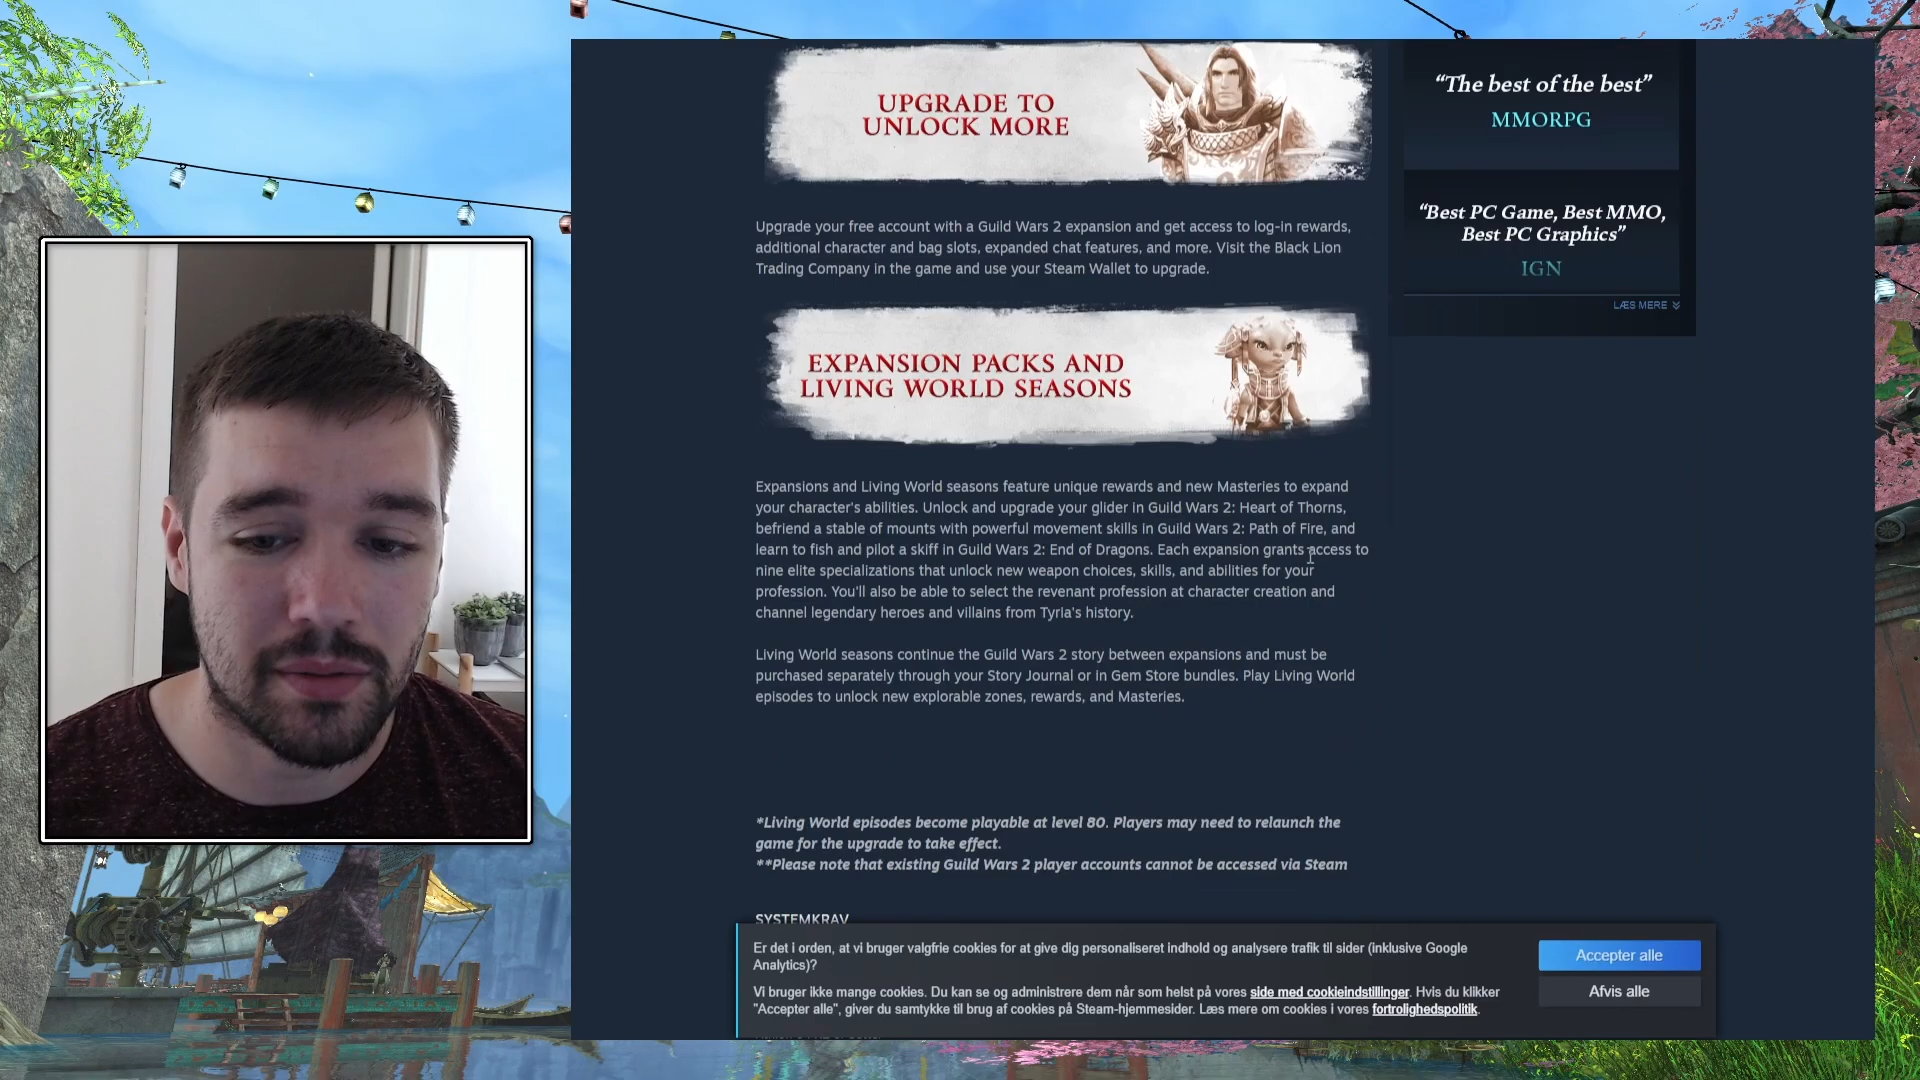 UPGRADE TO
UNLOCK MORE
Upgrade your free account with a Guild Wars 2 expansion and get access to log-in rewards,
additional character and bag slots, expanded chat features, and more. Visit the Black Lion
Trading Company in the game and use your Steam Wallet to upgrade.
EXPANSION PACKS AND
LIVING WORLD SEASONS
Expansions and Living World seasons feature unique rewards and new Masteries to expand
your character's abilities. Unlock and upgrade your glider in Guild Wars 2: Heart of Thorns,
befriend a stable of mounts with powerful movement skills in Guild Wars 2: Path of Fire, and
learn to fish and pilot a skiff in Guild Wars 2: End of Dragons. Each expansion grants access to
nine elite specializations that unlock new weapon choices, skills, and abilities for your
profession. You'll also be able to select the revenant profession at character creation and
channel legendary heroes and villains from Tyria's history.
Living World seasons continue the Guild Wars 2 story between expansions and must be
purchased separately through your Story Journal or in Gem Store bundles. Play Living World
episodes to unlock new explorable zones, rewards, and Masteries.
*Living World episodes become playable at level 80. Players may need to relaunch the
game for the upgrade to take effect.
**Please note that existing Guild Wars 2 player accounts cannot be accessed via Steam
SYSTEMKRAV
“The best of the best”
MMORPG
“Best PC Game, Best MMO,
Best PC Graphics”
IGN
LÆS MERE
Er det i orden, at vi bruger valgfrie cookies for at give dig personaliseret indhold og analysere trafik til sider (inklusive Google
Analytics)?
Vi bruger ikke mange cookies. Du kan se og administrere dem når som helst på vores side med cookieindstillinger. Hvis du klikker
"Accepter alle", giver du samtykke til brug af cookies på Steam-hjemmesider. Læs mere om cookies i vores fortrolighedspolitik.
Accepter alle
Afvis alle